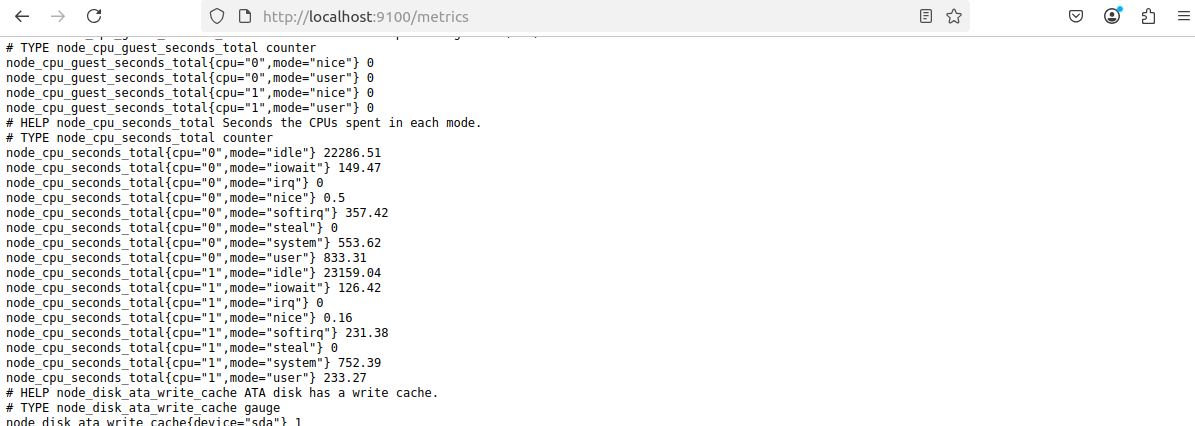 http://localhost:9100/metrics
# TYPE node_cpu_guest_seconds_total counter
node_cpu_guest_seconds_total{cpu="0",mode="nice"} 0
node_cpu_guest_seconds_total{cpu="0",mode="user"} 0
node_cpu_guest_seconds_total{cpu="1",mode="nice"} 0
node_cpu_guest_seconds_total{cpu="1",mode="user"} 0
# HELP node_cpu_seconds_total Seconds the CPUs spent in each mode.
# TYPE node_cpu_seconds_total counter
node_cpu_seconds_total{cpu="0",mode="idle"} 22286.51
node_cpu_seconds_total{cpu="0",mode="iowait"} 149.47
node_cpu_seconds_total{cpu="0",mode="irq"} 0
node_cpu_seconds_total{cpu="0",mode="nice"} 0.5
node_cpu_seconds_total{cpu="0",mode="softirq"} 357.42
node_cpu_seconds_total{cpu="0",mode="steal"} 0
node_cpu_seconds_total{cpu="0",mode="system"} 553.62
node_cpu_seconds_total{cpu="0",mode="user"} 833.31
node_cpu_seconds_total{cpu="1",mode="idle"} 23159.04
node_cpu_seconds_total{cpu="1",mode="iowait"} 126.42
node_cpu_seconds_total{cpu="1",mode="irq"} 0
node_cpu_seconds_total{cpu="1",mode="nice"} 0.16
node_cpu_seconds_total{cpu="1",mode="softirq"} 231.38
node_cpu_seconds_total{cpu="1",mode="steal"} 0
node_cpu_seconds_total{cpu="1",mode="system"} 752.39
node_cpu_seconds_total{cpu="1",mode="user"} 233.27
# HELP node_disk_ata_write_cache ATA disk has a write cache.
# TYPE node_disk_ata_write_cache gauge
node_disk_ata_write_cache{device="sda"} 1